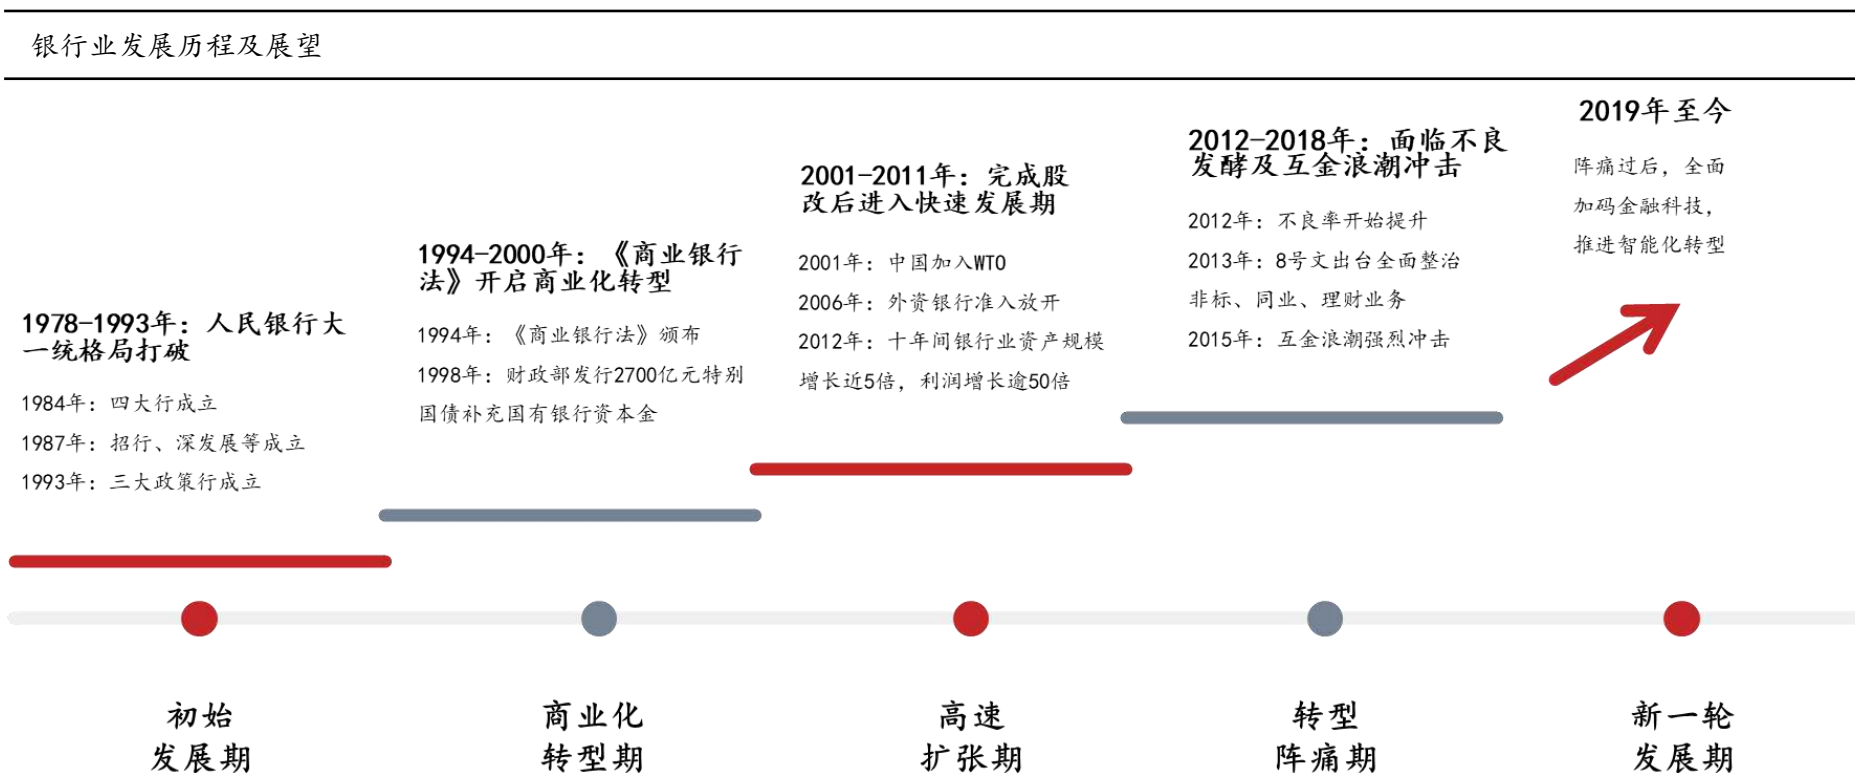 银行业发展历程及展望
1978-1993年：人民银行大
一统格局打破
1984年：四大行成立
1987年：招行、深发展等成立
1993年：三大政策行成立
1994-2000年：《商业银行
法》开启商业化转型
1994年：《商业银行法》颁布
1998年：财政部发行2700亿元特别
国债补充国有银行资本金
2001-2011年：完成股
改后进入快速发展期
2001年：中国加入WTO
2006年：外资银行准入放开
2012年：十年间银行业资产规模
增长近5倍，利润增长逾50倍
2012-2018年：面临不良
发酵及互金浪潮冲击
2012年：不良率开始提升
2013年：8号文出台全面整治
非标、同业、理财业务
2015年：互金浪潮强烈冲击
2019年至今
阵痛过后，全面
加码金融科技，
推进智能化转型
初始
发展期
商业化
转型期
高速
扩张期
转型
阵痛期
新一轮
发展期